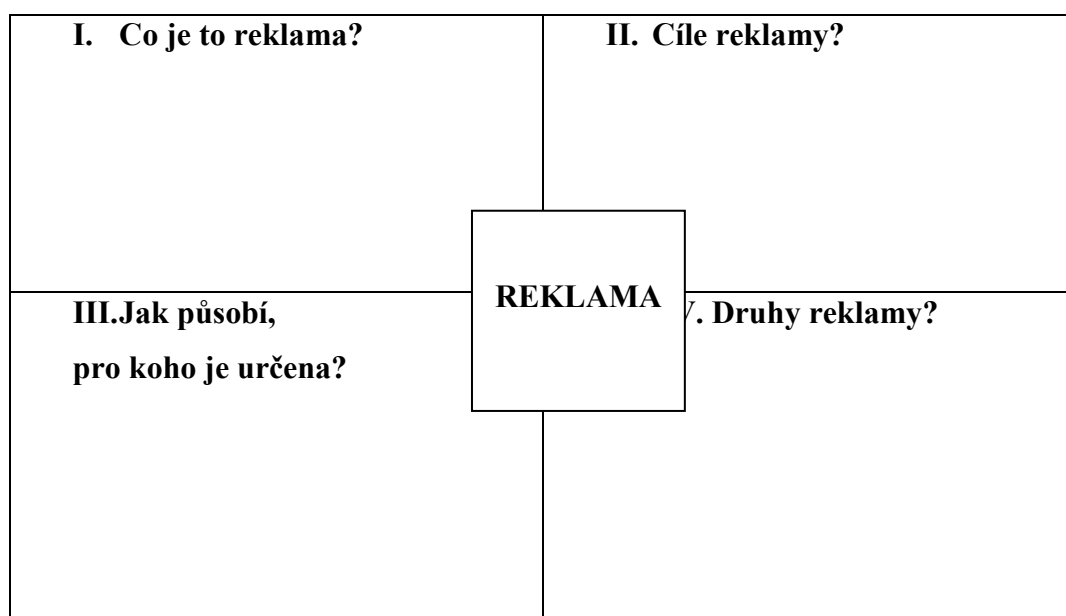 I. Co je to reklama?
II. Cíle reklamy?
REKLAMA
III.Jak působí,
pro koho je určena?
V. Druhy reklamy?